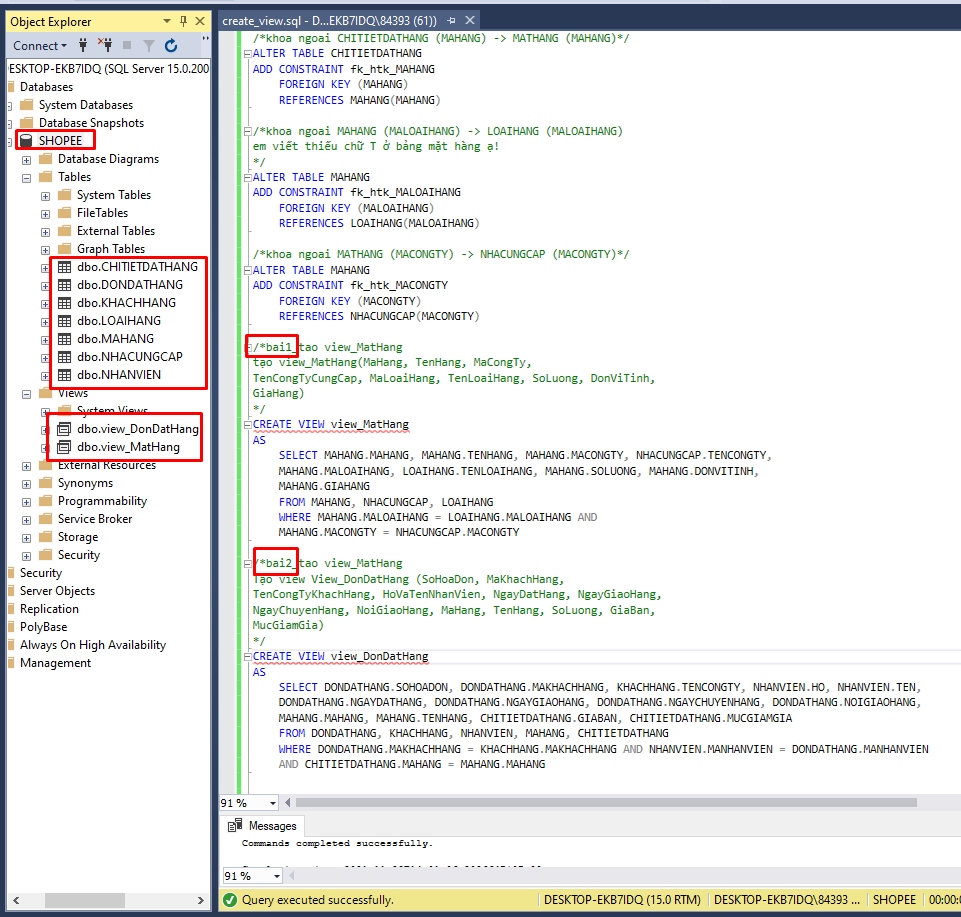 Object Explorer
Connect
ESKTOP-EKB7IDQ (SQL Server 15.0.200
Databases
System Databases
Database Snapshots
SHOPEE
Database Diagrams
Tables
System Tables
FileTables
External Tables
Graph Tables
dbo.CHITIETDATHANG
dbo.DONDATHANG
dbo.KHACHHANG
dbo.LOAIHANG
dbo.MAHANG
dbo.NHACUNGCAP
dbo.NHANVIEN
Views
System Views
dbo.view_DonDatHang
dbo.view_MatHang
External Resources
Synonyms
Programmability
Service Broker
Storage
Security
Security
Server Objects
Replication
PolyBase
Always On High Availability
Management
create_view.sql - D...EKB7IDQ\84393 (61))
/*khoa ngoai CHITIETDATHANG (MAHANG) -> MATHANG (MAHANG)*/
ALTER TABLE CHITIETDATHANG
ADD CONSTRAINT fk_htk_MAHANG
FOREIGN KEY (MAHANG)
REFERENCES MAHANG(MAHANG)
/*khoa ngoai MAHANG (MALOAIHANG) -> LOAIHANG (MALOAIHANG)
em viết thiếu chữ T ở bảng mặt hàng ạ!
*/
ALTER TABLE MAHANG
ADD CONSTRAINT fk_htk_MALOAIHANG
FOREIGN KEY (MALOAIHANG)
REFERENCES LOAIHANG(MALOAIHANG)
/*khoa ngoai MATHANG (MACONGTY) -> NHACUNGCAP (MACONGTY)*/
ALTER TABLE MAHANG
ADD CONSTRAINT fk_htk_MACONGTY
FOREIGN KEY (MACONGTY)
REFERENCES NHACUNGCAP(MACONGTY)
/*bai1_tao view_MatHang
tạo view_MatHang(MaHang, TenHang, MaCongTy,
TenCongTyCungCap, MaLoaiHang, TenLoaiHang, SoLuong, DonViTinh,
GiaHang)
*/
CREATE VIEW view_MatHang
AS
SELECT MAHANG.MAHANG, MAHANG.TENHANG, MAHANG.MACONGTY, NHACUNGCAP.TENCONGTY,
MAHANG.MALOAIHANG, LOAIHANG.TENLOAIHANG, MAHANG.SOLUONG, MAHANG.DONVITINH,
MAHANG.GIAHANG
FROM MAHANG, NHACUNGCAP, LOAIHANG
WHERE MAHANG.MALOAIHANG = LOAIHANG.MALOAIHANG AND
MAHANG.MACONGTY = NHACUNGCAP.MACONGTY
/*bai2_tao view_MatHang
Tạo view View_DonDatHang (SoHoaDon, MaKhachHang,
TenCongTyKhachHang, HoVaTenNhanVien, NgayDatHang, NgayGiaoHang,
NgayChuyenHang, NoiGiaoHang, MaHang, TenHang, SoLuong, GiaBan,
MucGiamGia)
*/
CREATE VIEW view_DonDatHang
AS
SELECT DONDATHANG.SOHOADON, DONDATHANG.MAKHACHHANG, KHACHHANG.TENCONGTY, NHANVIEN.HO, NHANVIEN.TEN,
DONDATHANG.NGAYDATHANG, DONDATHANG.NGAYGIAOHANG, DONDATHANG.NGAYCHUYENHANG, DONDATHANG.NOIGIAOHANG,
MAHANG.MAHANG, MAHANG.TENHANG, CHITIETDATHANG.GIABAN, CHITIETDATHANG.MUCGIAMGIA
FROM DONDATHANG, KHACHHANG, NHANVIEN, MAHANG, CHITIETDATHANG
WHERE DONDATHANG.MAKHACHHANG = KHACHHANG.MAKHACHHANG AND NHANVIEN.MANHANVIEN = DONDATHANG.MANHANVIEN
AND CHITIETDATHANG.MAHANG = MAHANG.MAHANG
91 %
Messages
Commands completed successfully.
91 %
Query executed successfully.
DESKTOP-EKB7IDQ (15.0 RTM)
DESKTOP-EKB7IDQ\84393 ...
SHOPEE
00:00: